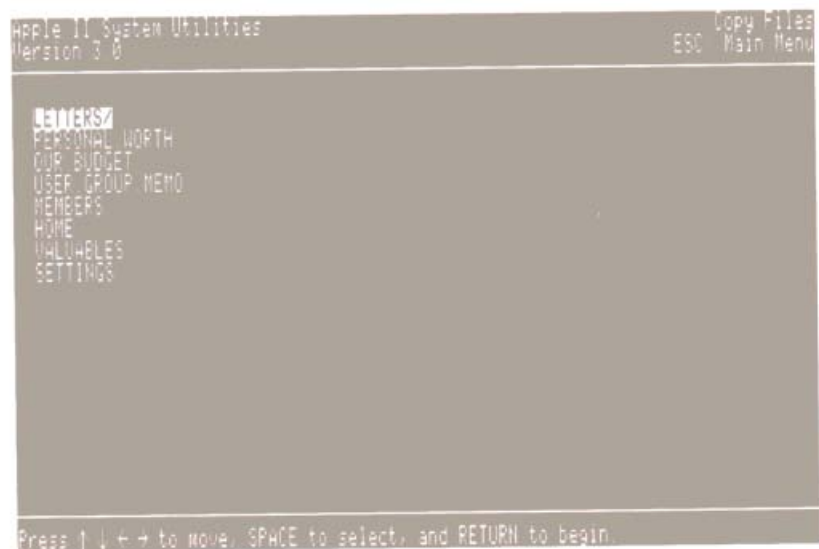 Apple II System Utilities
Copy Files
Version 3.0
ESC: Main Menu
LETTERS/
PERSONAL WORTH
OUR BUDGET
USER GROUP MEMO
MEMBERS
HOME
VALUABLES
SETTINGS
Press ↑ ↓ ← → to move, SPACE to select, and RETURN to begin.